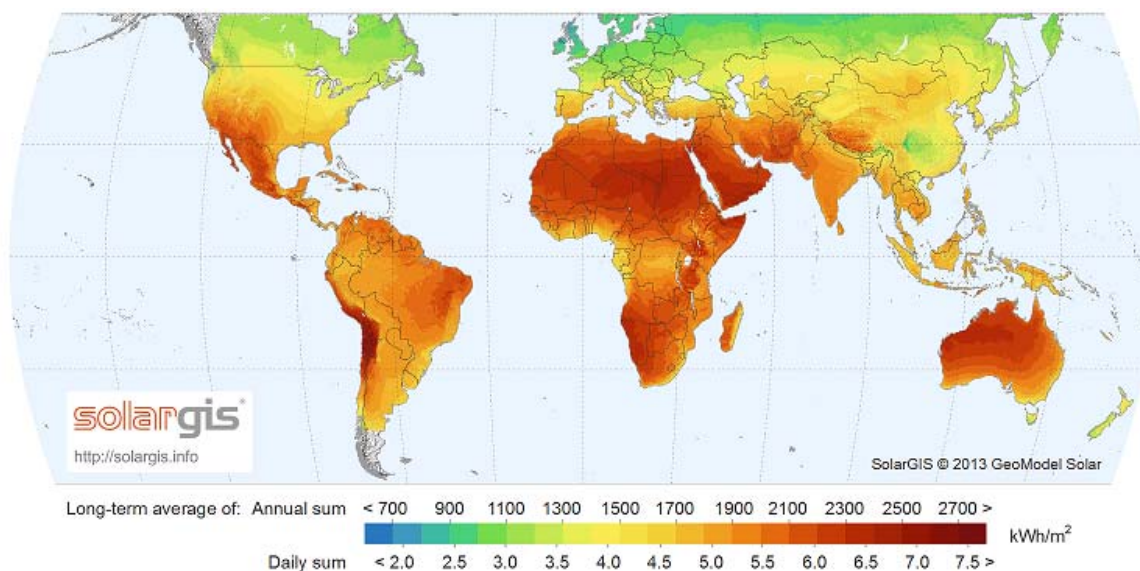 solargis
http://solargis.info
SolarGIS © 2013 GeoModel Solar
Long-term average of: Annual sum < 700 900 1100 1300 1500 1700 1900 2100 2300 2500 2700 > kWh/m²
Daily sum < 2.0 2.5 3.0 3.5 4.0 4.5 5.0 5.5 6.0 6.5 7.0 7.5 >